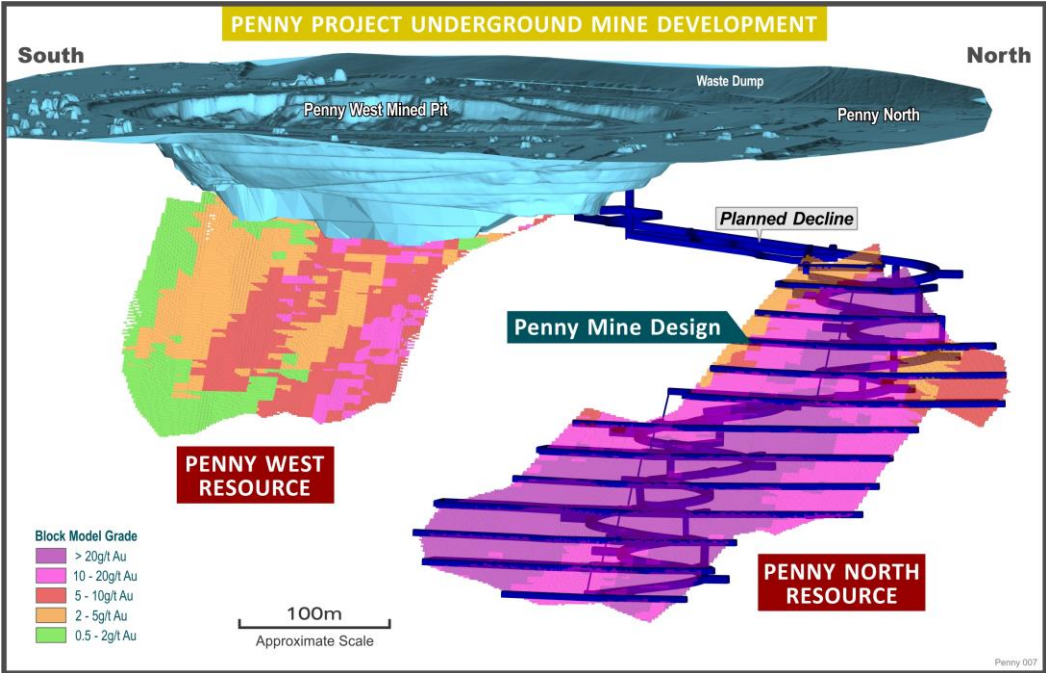 PENNY PROJECT UNDERGROUND MINE DEVELOPMENT
South
North
Waste Dump
Penny West Mined Pit
Penny North
Planned Decline
Penny Mine Design
PENNY WEST
RESOURCE
Block Model Grade
> 20g/t Au
10 - 20g/t Au
5 - 10g/t Au
2 - 5g/t Au
0.5 - 2g/t Au
100m
Approximate Scale
PENNY NORTH
RESOURCE
Penny 007